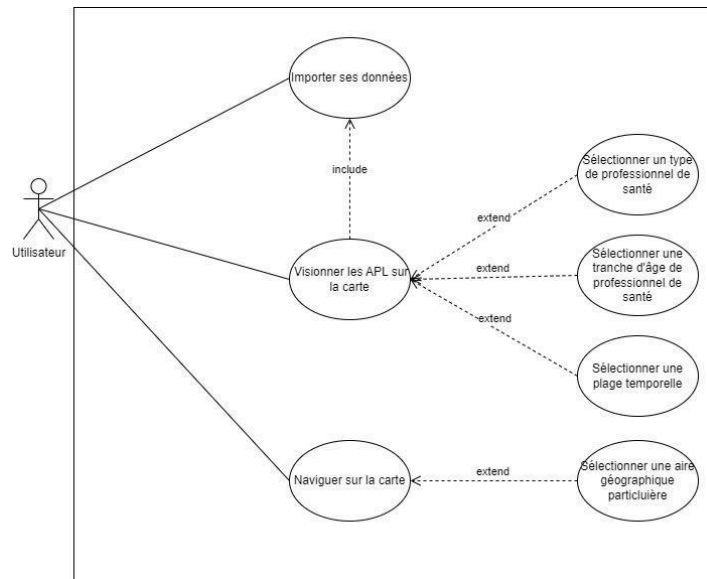 Importer ses données
include
Sélectionner un type
de professionnel de
santé
extend
Utilisateur
Visionner les APL sur
la carte
extend
Sélectionner une
tranche d'âge de
professionnel de
santé
extend
Sélectionner une
plage temporelle
Naviguer sur la carte
extend
Sélectionner une aire
géographique
particluière